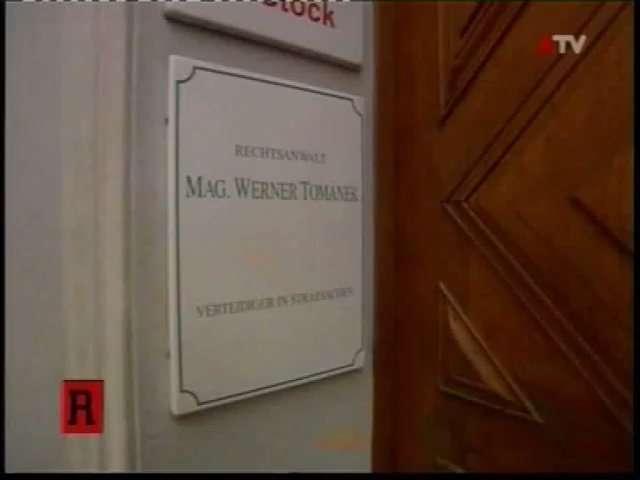 Stock
ATV
RECHTSANWALT
MAG. WERNER TOMANEK
VERTEIDIGER IN STRAFSACHEN
R